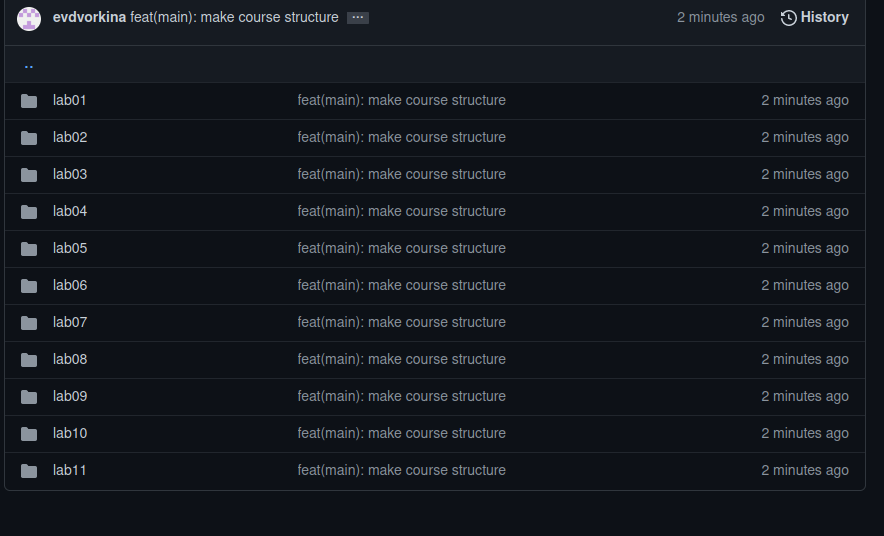 evdvorkina feat(main): make course structure ... 2 minutes ago History
..
lab01 feat(main): make course structure 2 minutes ago
lab02 feat(main): make course structure 2 minutes ago
lab03 feat(main): make course structure 2 minutes ago
lab04 feat(main): make course structure 2 minutes ago
lab05 feat(main): make course structure 2 minutes ago
lab06 feat(main): make course structure 2 minutes ago
lab07 feat(main): make course structure 2 minutes ago
lab08 feat(main): make course structure 2 minutes ago
lab09 feat(main): make course structure 2 minutes ago
lab10 feat(main): make course structure 2 minutes ago
lab11 feat(main): make course structure 2 minutes ago